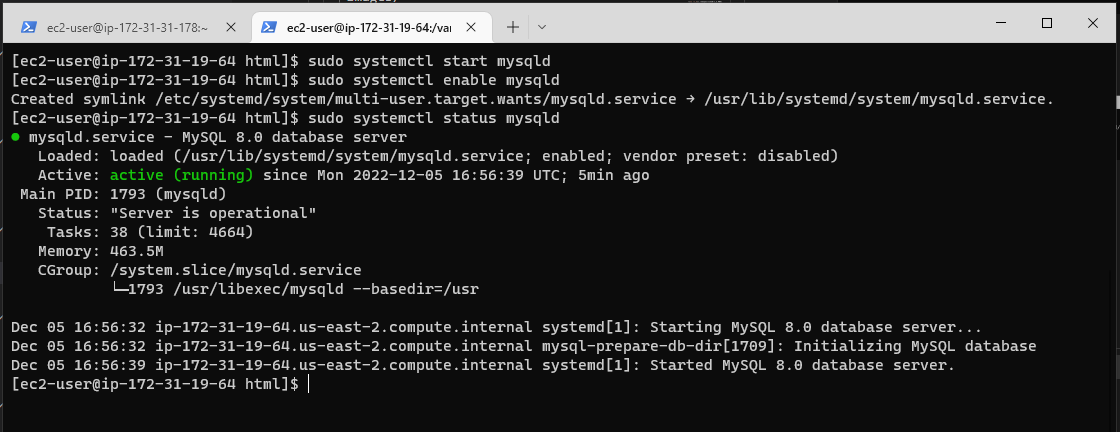 ec2-user@ip-172-31-31-178:~
ec2-user@ip-172-31-19-64:/var
[ec2-user@ip-172-31-19-64 html]$ sudo systemctl start mysqld
[ec2-user@ip-172-31-19-64 html]$ sudo systemctl enable mysqld
Created symlink /etc/systemd/system/multi-user.target.wants/mysqld.service → /usr/lib/systemd/system/mysqld.service.
[ec2-user@ip-172-31-19-64 html]$ sudo systemctl status mysqld
● mysqld.service - MySQL 8.0 database server
Loaded: loaded (/usr/lib/systemd/system/mysqld.service; enabled; vendor preset: disabled)
Active: active (running) since Mon 2022-12-05 16:56:39 UTC; 5min ago
Main PID: 1793 (mysqld)
Status: "Server is operational"
Tasks: 38 (limit: 4664)
Memory: 463.5M
CGroup: /system.slice/mysqld.service
└─1793 /usr/libexec/mysqld --basedir=/usr
Dec 05 16:56:32 ip-172-31-19-64.us-east-2.compute.internal systemd[1]: Starting MySQL 8.0 database server...
Dec 05 16:56:32 ip-172-31-19-64.us-east-2.compute.internal mysql-prepare-db-dir[1709]: Initializing MySQL database
Dec 05 16:56:39 ip-172-31-19-64.us-east-2.compute.internal systemd[1]: Started MySQL 8.0 database server.
[ec2-user@ip-172-31-19-64 html]$